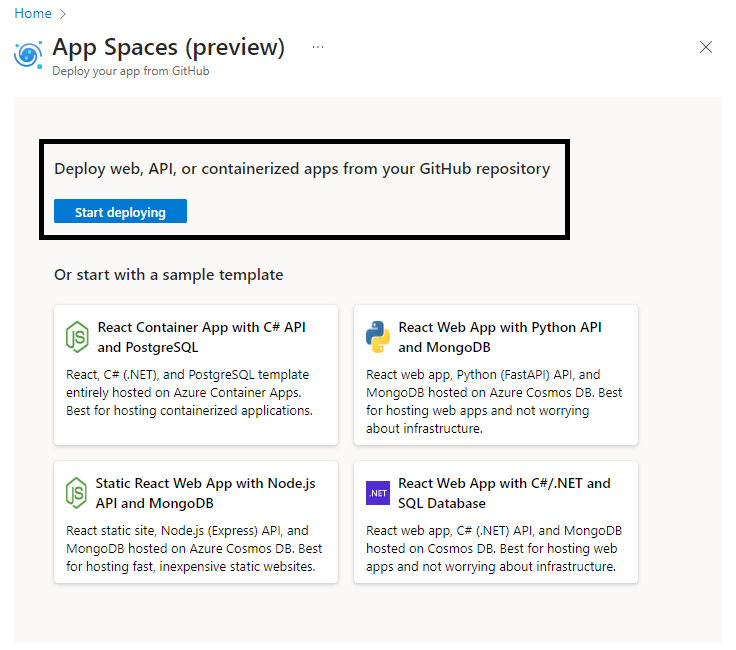 Home
App Spaces (preview) ...
Deploy your app from GitHub
Deploy web, API, or containerized apps from your GitHub repository
Start deploying
Or start with a sample template
JS
React Container App with C# API
and PostgreSQL
React, C# (.NET), and PostgreSQL template
entirely hosted on Azure Container Apps.
Best for hosting containerized applications.
React Web App with Python API
and MongoDB
React web app, Python (FastAPI) API, and
MongoDB hosted on Azure Cosmos DB. Best
for hosting web apps and not worrying
about infrastructure.
JS
Static React Web App with Node.js
API and MongoDB
React static site, Node.js (Express) API, and
MongoDB hosted on Azure Cosmos DB. Best
for hosting fast, inexpensive static websites.
.NET
React Web App with C#/.NET and
SQL Database
React web app, C# (.NET) API, and MongoDB
hosted on Cosmos DB. Best for hosting web
apps and not worrying about infrastructure.